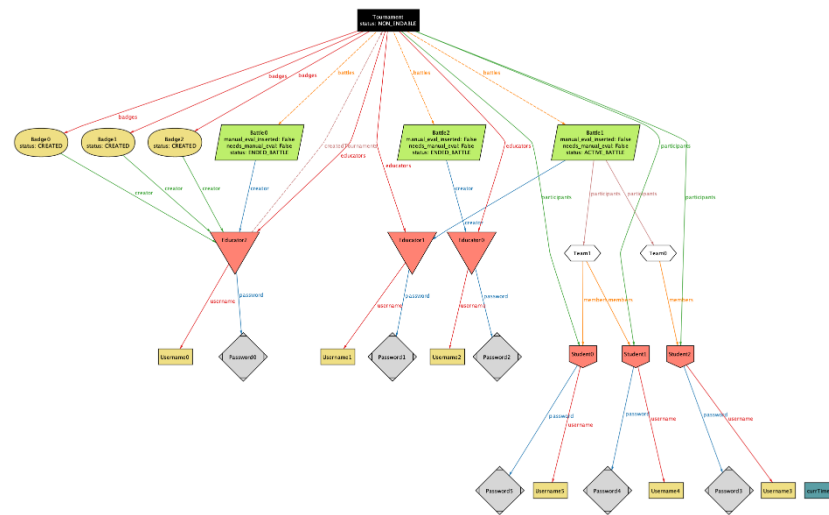 Tournament
status: NON_ENDABLE
badges
badges
badges
battles
battles
battles
Badge0
status: CREATED
Badge1
status: CREATED
Badge2
status: CREATED
Battle0
manual_eval_inserted: False
needs_manual_eval: False
status: ENDED_BATTLE
Battle2
manual_eval_inserted: False
needs_manual_eval: False
status: ENDED_BATTLE
Battle1
manual_eval_inserted: False
needs_manual_eval: False
status: ACTIVE_BATTLE
createdTournaments
educators
educators
educators
participants
participants
participants
participants
participants
creator
creator
creator
creator
creator
creator
Educator1
Team1
Team0
username
password
username
password
username
password
members
members
members
Username0
Password0
Username1
Password1
Username2
Password2
Student0
Student1
Student2
password
username
password
username
password
username
Password5
Username5
Password4
Username4
Password3
Username3
currTime